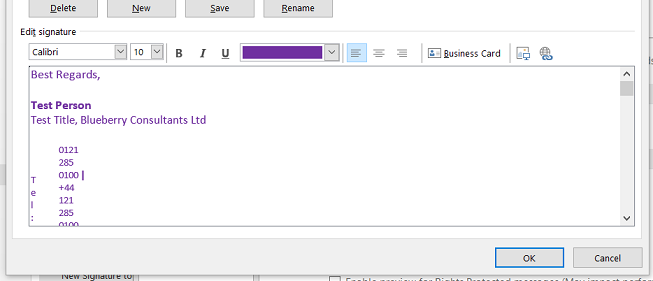 Delete
New
Save
Rename
Edit signature
Calibri
10
B
I
U
Business Card
Best Regards,
Test Person
Test Title, Blueberry Consultants Ltd
0121
285
0100
T
+44
e
121
l
285
:
0100
OK
Cancel
New Signature to
Enable preview for Rights Protected messages (May impact